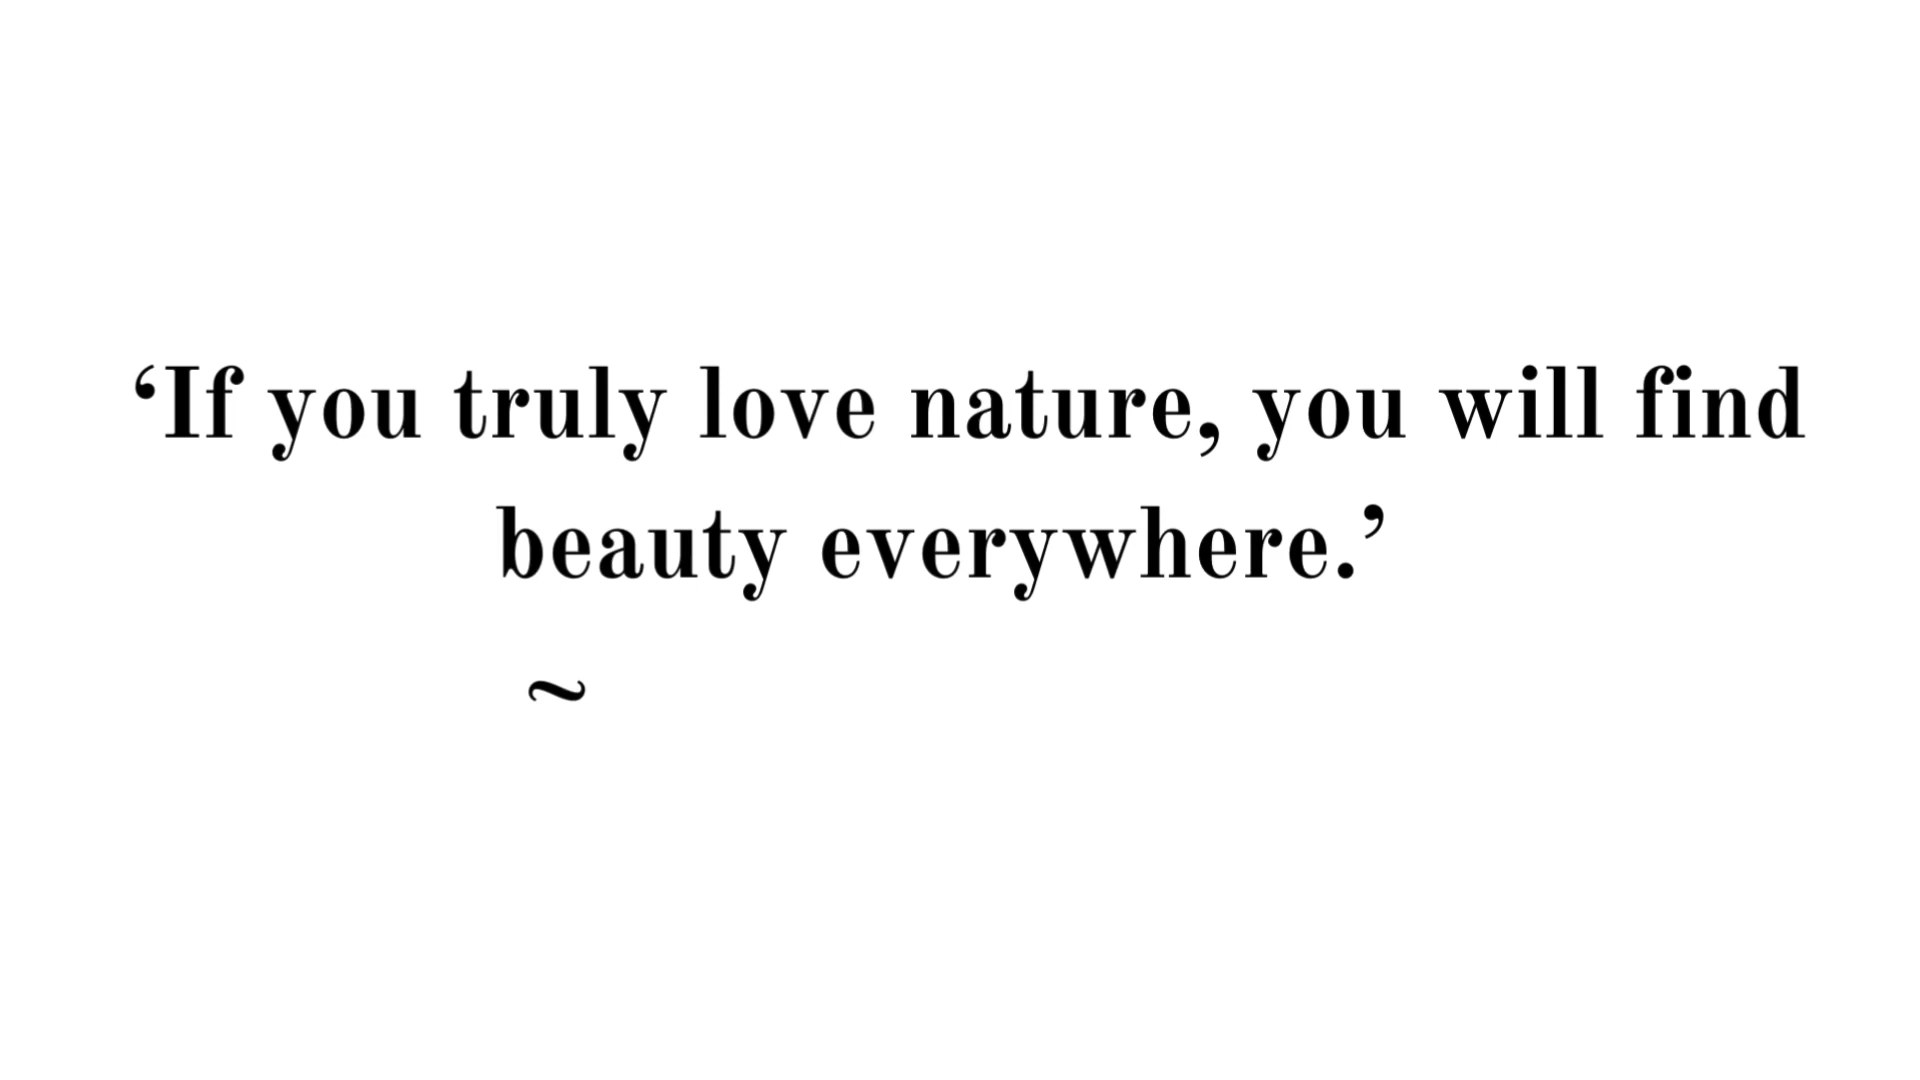 ‘If you truly love nature, you will find
beauty everywhere.’
~